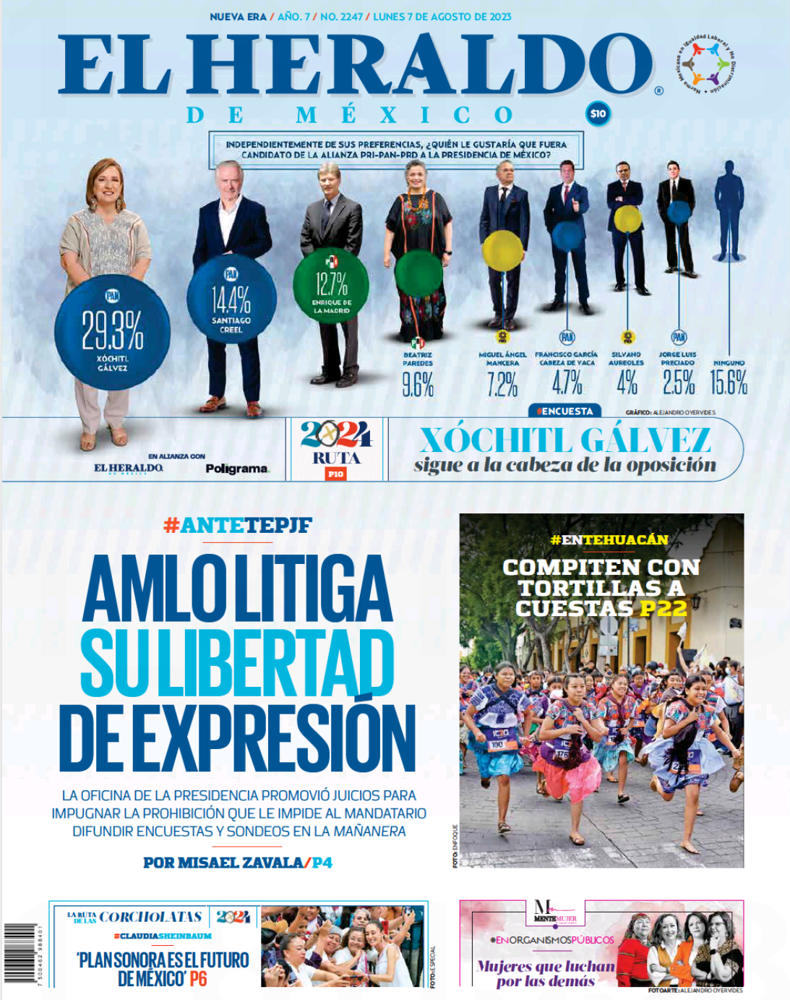 NUEVA ERA / AÑO. 7 / NO. 2247 / LUNES 7 DE AGOSTO DE 2023
EL HERALDO
DE MÉXICO
®
$10
Norma Mexicana en Igualdad Laboral y No Discriminación
INDEPENDIENTEMENTE DE SUS PREFERENCIAS, ¿QUIÉN LE GUSTARÍA QUE FUERA
CANDIDATO DE LA ALIANZA PRI-PAN-PRD A LA PRESIDENCIA DE MÉXICO?
PAN
29.3%
XÓCHITL
GÁLVEZ
PAN
14.4%
SANTIAGO
CREEL
PRI
12.7%
ENRIQUE DE
LA MADRID
PRI
BEATRIZ
PAREDES
9.6%
PRD
MIGUEL ÁNGEL
MANCERA
7.2%
PAN
FRANCISCO GARCÍA
CABEZA DE VACA
4.7%
PRD
SILVANO
AUREOLES
4%
PAN
JORGE LUIS
PRECIADO
2.5%
NINGUNO
15.6%
#ENCUESTA
GRÁFICO: ALEJANDRO OYERVIDES
EN ALIANZA CON
EL HERALDO
DE MÉXICO
Poligrama.
2024
RUTA
P10
XÓCHITL GÁLVEZ
sigue a la cabeza de la oposición
#ANTETEPJF
AMLO LITIGA
SU LIBERTAD
DE EXPRESIÓN
LA OFICINA DE LA PRESIDENCIA PROMOVIÓ JUICIOS PARA
IMPUGNAR LA PROHIBICIÓN QUE LE IMPIDE AL MANDATARIO
DIFUNDIR ENCUESTAS Y SONDEOS EN LA MAÑANERA
POR MISAEL ZAVALA/P4
#ENTEHUACÁN
COMPITEN CON
TORTILLAS A
CUESTAS P22
100
176
FOTO: ENFOQUE
LA RUTA
DE LAS
CORCHOLATAS
2024
#CLAUDIASHEINBAUM
'PLAN SONORA ES EL FUTURO
DE MÉXICO' P6
FOTO: ESPECIAL
7 500462 988401
M
MENTE MUJER
#ENORGANISMOSPÚBLICOS
Mujeres que luchan
por las demás
FOTOARTE: ALEJANDRO OYERVIDES